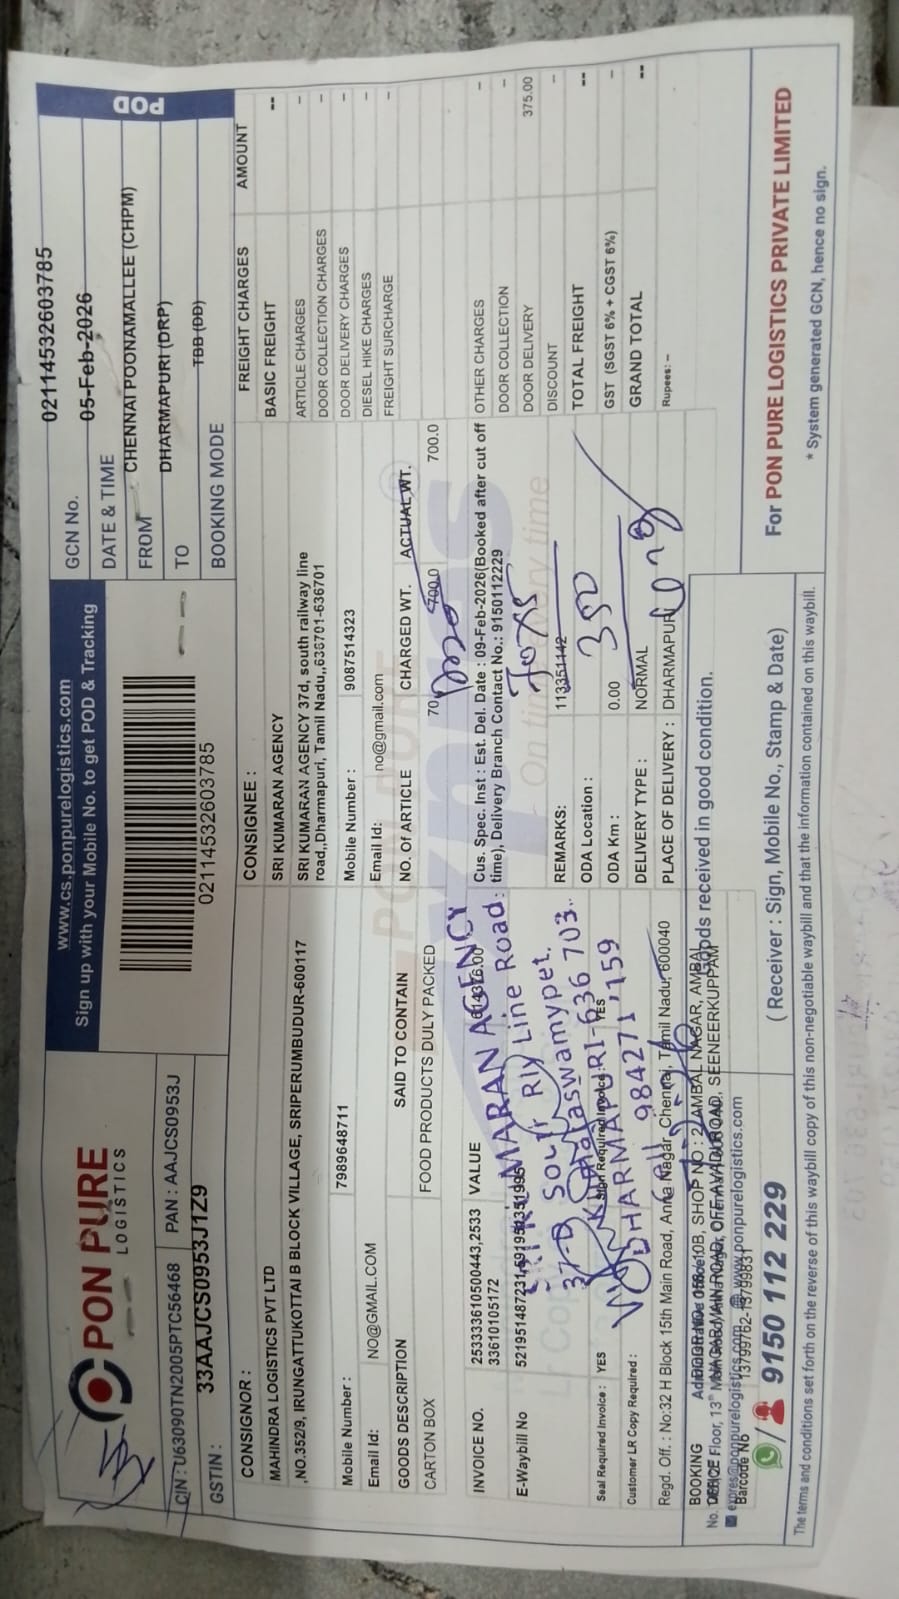 PON PURE
LOGISTICS
www.cs.ponpurelogistics.com
Sign up with your Mobile No. to get POD & Tracking
02114532603785
POD
GCN No. 02114532603785
DATE & TIME 05-Feb-2026
FROM CHENNAI POONAMALLEE (CHPM)
TO DHARMAPURI (DRP)
BOOKING MODE TBB (DD)
CIN : U63090TN2005PTC56468 PAN : AAJCS0953J
GSTIN : 33AAJCS0953J1Z9
CONSIGNOR :
MAHINDRA LOGISTICS PVT LTD
,NO.352/9, IRUNGATTUKOTTAI B BLOCK VILLAGE, SRIPERUMBUDUR-600117
Mobile Number : 7989648711
Email Id: NO@GMAIL.COM
CONSIGNEE :
SRI KUMARAN AGENCY
SRI KUMARAN AGENCY 37d, south railway line
road,,Dharmapuri, Tamil Nadu,,636701-636701
Mobile Number : 9087514323
Email Id: no@gmail.com
GOODS DESCRIPTION SAID TO CONTAIN NO. Of ARTICLE CHARGED WT. ACTUAL WT.
CARTON BOX FOOD PRODUCTS DULY PACKED 70 700.0 700.0
INVOICE NO. 253333610500443,2533 VALUE
33610105172
E-Waybill No
Cus. Spec. Inst : Est. Del. Date : 09-Feb-2026(Booked after cut off
time), Delivery Branch Contact No.: 9150112229
REMARKS: 113351142
ODA Location :
ODA Km : 0.00
DELIVERY TYPE : NORMAL
PLACE OF DELIVERY : DHARMAPURI
350
Seal Required Invoice : YES Sign Required Invoice : YES
Customer LR Copy Required :
KUMARAN AGENCY
37-D South Rly Line Road
Kumalaswamypet.
DHARMAPURI-636 703.
Cell 984271 159
FREIGHT CHARGES AMOUNT
BASIC FREIGHT --
ARTICLE CHARGES –
DOOR COLLECTION CHARGES –
DOOR DELIVERY CHARGES –
DIESEL HIKE CHARGES –
FREIGHT SURCHARGE –
OTHER CHARGES –
DOOR COLLECTION –
DOOR DELIVERY 375.00
DISCOUNT –
TOTAL FREIGHT --
GST (SGST 6% + CGST 6%) –
GRAND TOTAL --
Rupees: –
Regd. Off. : No:32 H Block 15th Main Road, Anna Nagar, Chennai, Tamil Nadu, 600040
BOOKING
OFFICE
Barcode No 13799762-13799831
9150 112 229
Goods received in good condition.
( Receiver : Sign, Mobile No., Stamp & Date)
For PON PURE LOGISTICS PRIVATE LIMITED
* System generated GCN, hence no sign.
The terms and conditions set forth on the reverse of this waybill copy of this non-negotiable waybill and that the information contained on this waybill.